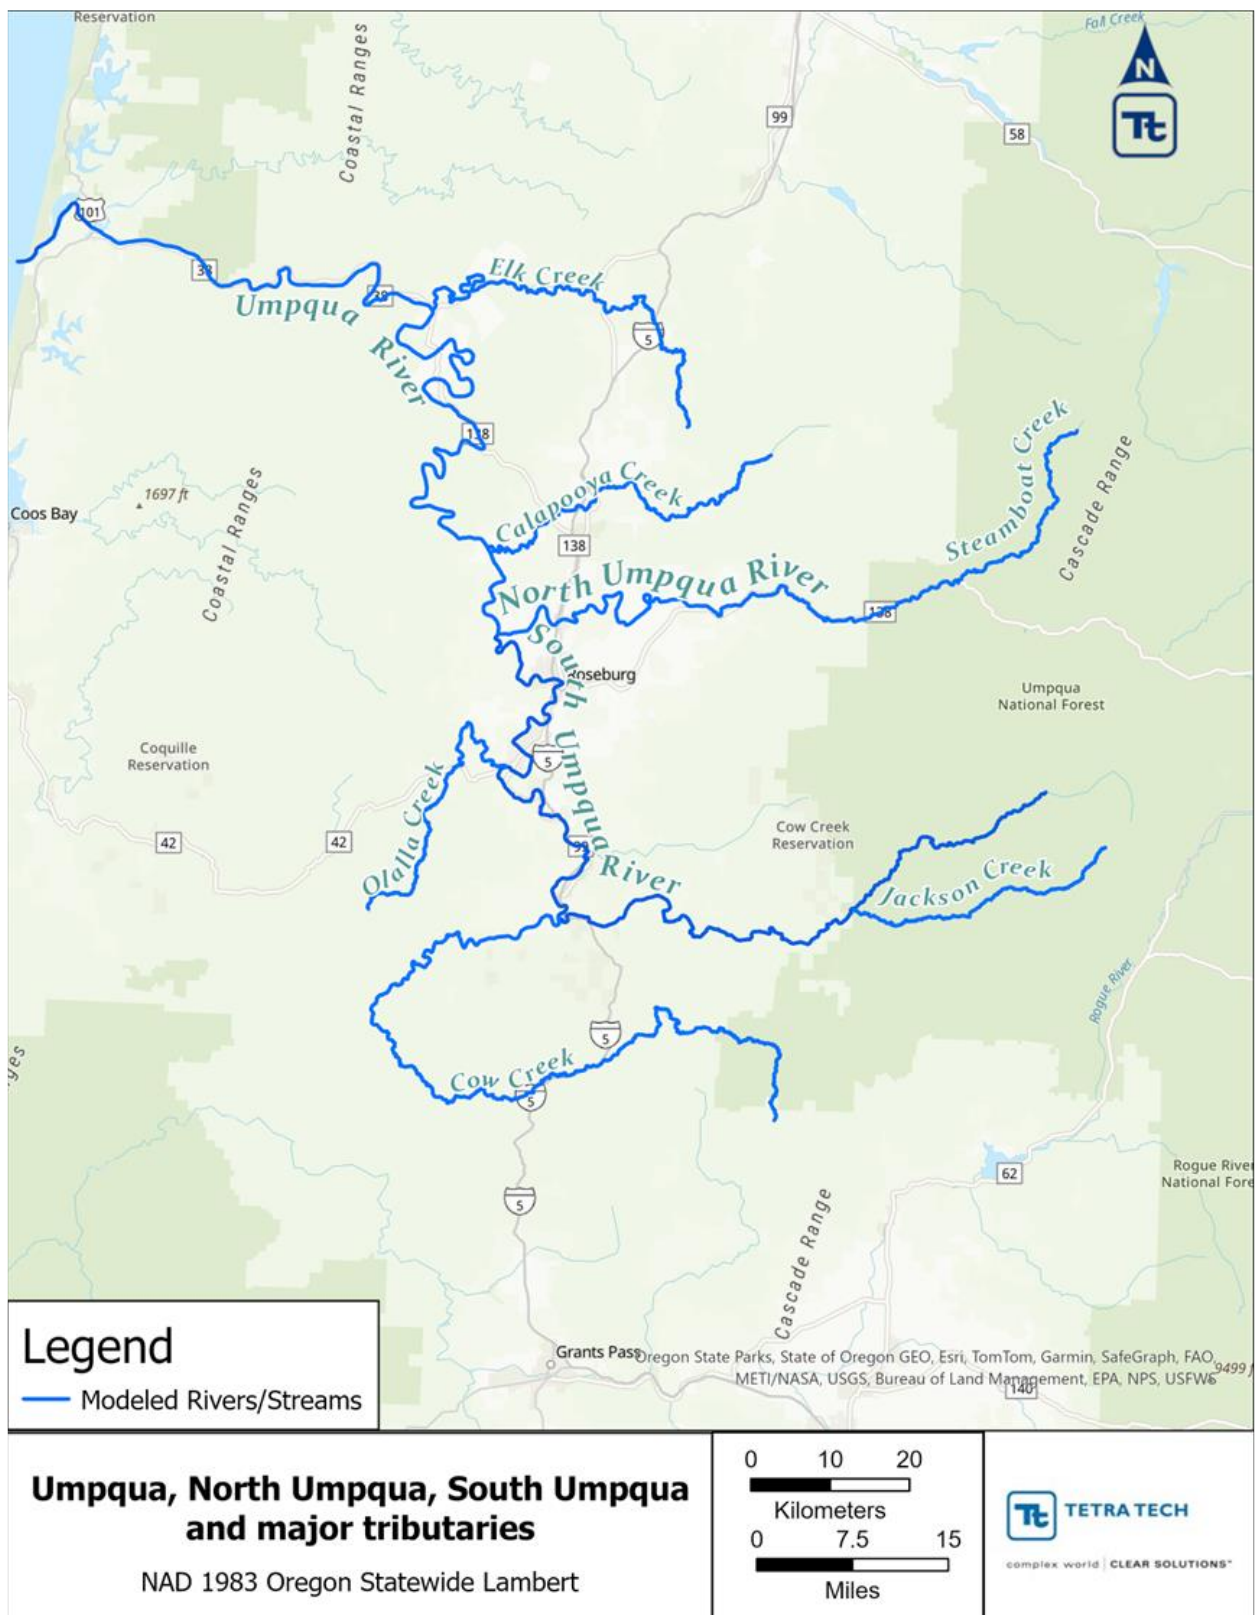 Reservation
Fall Creek
Coastal Ranges
N
Tt
99
58
101
38
38
Elk Creek
Umpqua River
5
138
Steamboat Creek
Cascade Range
Calapooya Creek
1697 ft
Coos Bay
Coastal Ranges
138
North Umpqua River
138
South Umpqua River
Roseburg
Umpqua
National Forest
Coquille
Reservation
5
Olalla Creek
42
42
99
Cow Creek
Reservation
Jackson Creek
Rogue River
5
Cow Creek
5
5
62
Rogue River
National Fore
Cascade Range
Grants Pass
Oregon State Parks, State of Oregon GEO, Esri, TomTom, Garmin, SafeGraph, FAO,
METI/NASA, USGS, Bureau of Land Management, EPA, NPS, USFWS
9499 f
140
Legend
Modeled Rivers/Streams
Umpqua, North Umpqua, South Umpqua
and major tributaries
NAD 1983 Oregon Statewide Lambert
0 10 20
Kilometers
0 7.5 15
Miles
Tt TETRA TECH
complex world | CLEAR SOLUTIONS™